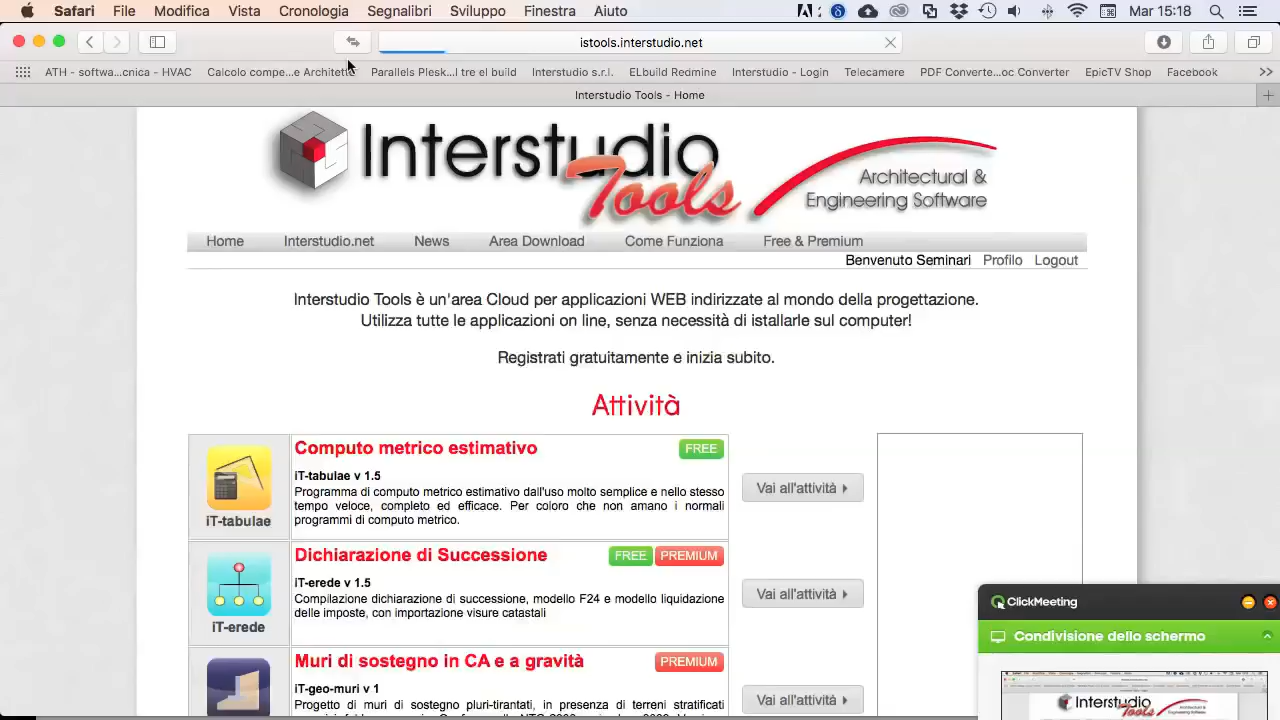 Safari File Modifica Vista Cronologia Segnalibri Sviluppo Finestra Aiuto Mar 15:18
istools.interstudio.net
ATH - softwa...cnica - HVAC Calcolo compe...e Architetti Parallels Plesk...l tre el build Interstudio s.r.l. ELbuild Redmine Interstudio - Login Telecamere PDF Converte...oc Converter EpicTV Shop Facebook
Interstudio Tools - Home
Interstudio
Tools
Architectural &
Engineering Software
Home Interstudio.net News Area Download Come Funziona Free & Premium
Benvenuto Seminari Profilo Logout
Interstudio Tools è un'area Cloud per applicazioni WEB indirizzate al mondo della progettazione.
Utilizza tutte le applicazioni on line, senza necessità di istallarle sul computer!
Registrati gratuitamente e inizia subito.
Attività
Computo metrico estimativo FREE
iT-tabulae v 1.5
Programma di computo metrico estimativo dall'uso molto semplice e nello stesso
tempo veloce, completo ed efficace. Per coloro che non amano i normali
programmi di computo metrico.
iT-tabulae
Vai all'attività
Dichiarazione di Successione FREE PREMIUM
iT-erede v 1.5
Compilazione dichiarazione di successione, modello F24 e modello liquidazione
delle imposte, con importazione visure catastali
iT-erede
Vai all'attività
Muri di sostegno in CA e a gravità PREMIUM
iT-geo-muri v 1
Progetto di muri di sostegno pluri-tirantati, in presenza di terreni stratificati
Vai all'attività
ClickMeeting
Condivisione dello schermo
Interstudio